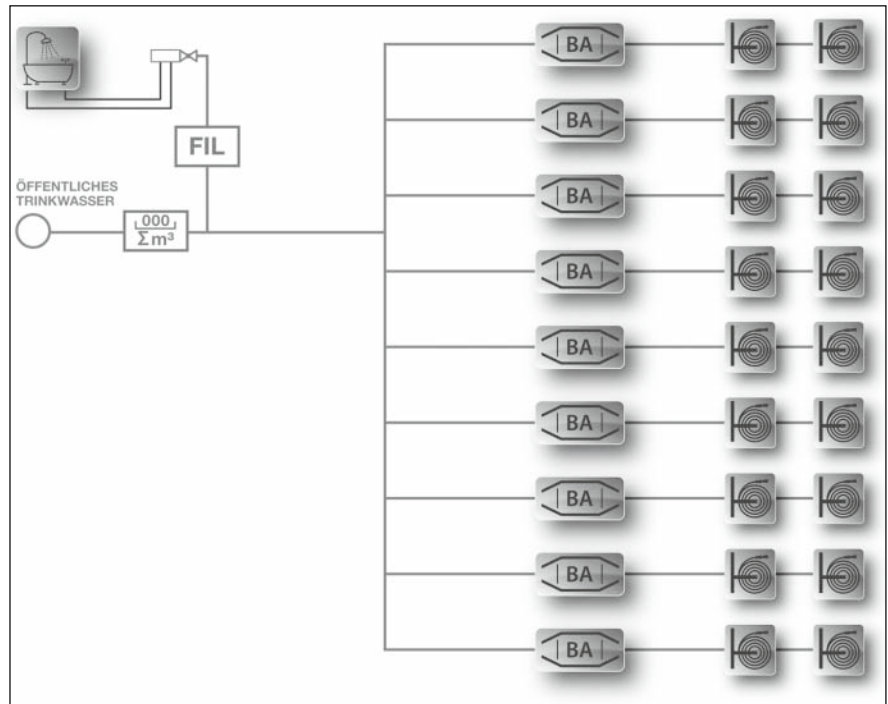 BA
BA
FIL
BA
ÖFFENTLICHES
TRINKWASSER
000
Σm³
BA
BA
BA
BA
BA
BA